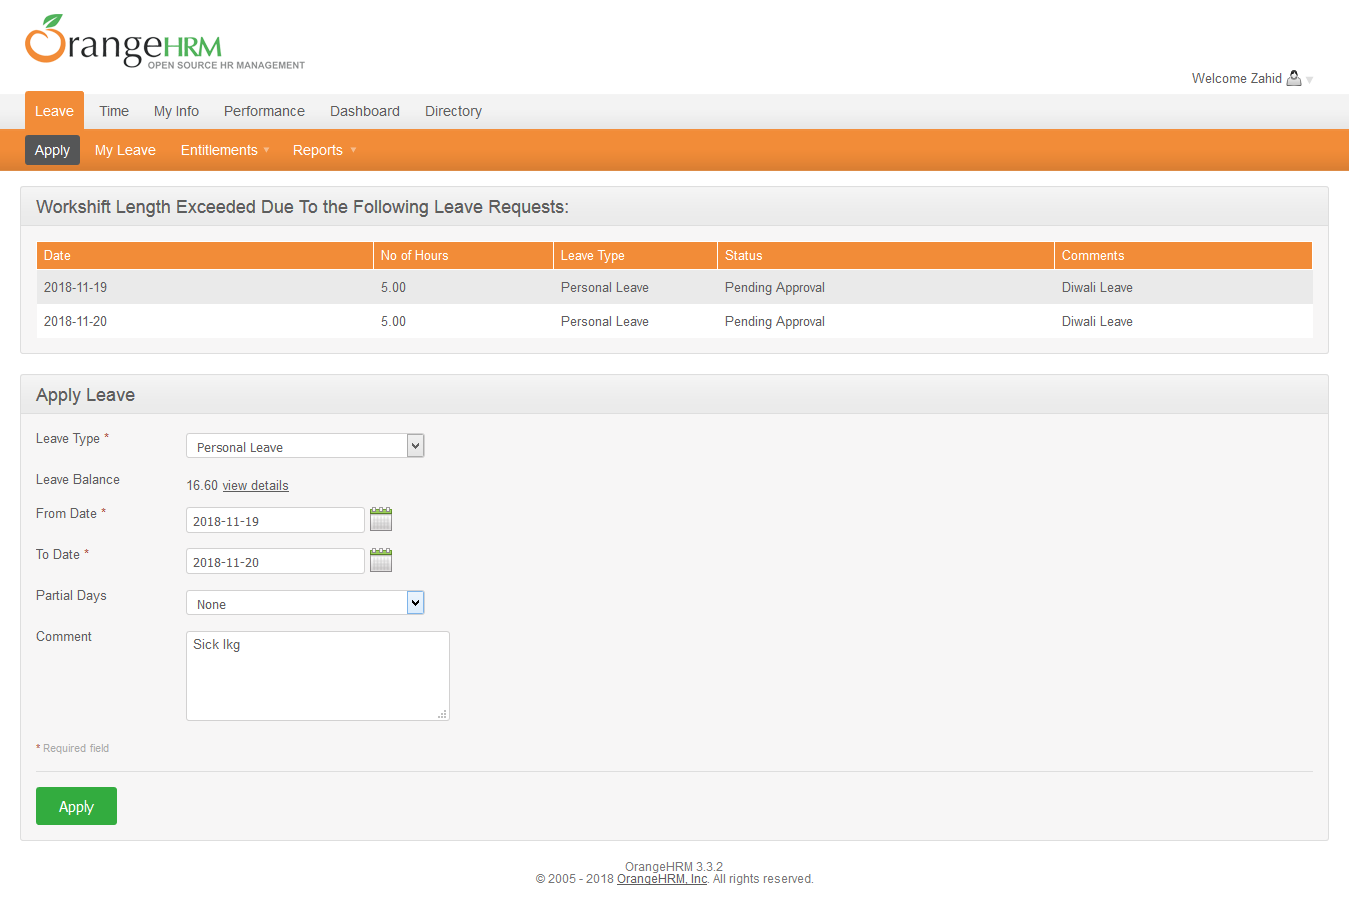 OrangeHRM
OPEN SOURCE HR MANAGEMENT
Welcome Zahid
Leave Time My Info Performance Dashboard Directory
Apply My Leave Entitlements Reports
Workshift Length Exceeded Due To the Following Leave Requests:
Date No of Hours Leave Type Status Comments
2018-11-19 5.00 Personal Leave Pending Approval Diwali Leave
2018-11-20 5.00 Personal Leave Pending Approval Diwali Leave
Apply Leave
Leave Type * Personal Leave
Leave Balance 16.60 view details
From Date * 2018-11-19
To Date * 2018-11-20
Partial Days None
Comment Sick lkg
* Required field
Apply
OrangeHRM 3.3.2
© 2005 - 2018 OrangeHRM, Inc. All rights reserved.